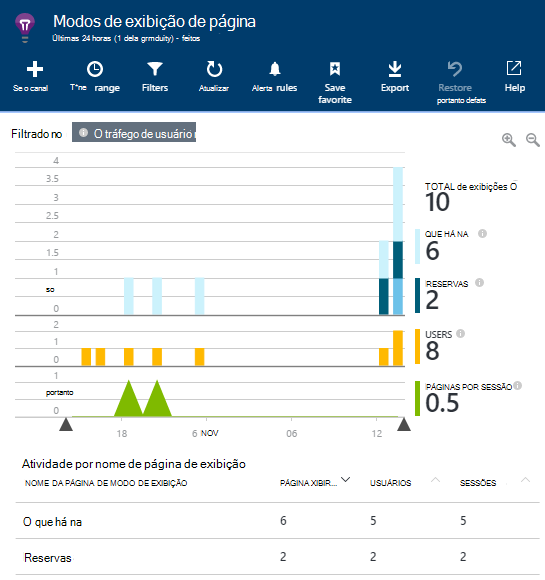 Modos de exibição de página
Últimas 24 horas (1 dela grmduity) - feitos
Se o canal
T*ne range
Filters
Atualizar
Alerta rules
Save favorite
Export
Restore
portanto defats
Help
Filtrado no
O tráfego de usuário
4
3.5
3
2.5
2
1.5
1
so
0
TOTAL de exibições O
10
QUE HÁ NA
6
RESERVAS
2
2
1
0
USERS
8
1
portanto
0
PÁGINAS POR SESSÃO
0.5
18
6 NOV
06
12
Atividade por nome de página de exibição
NOME DA PÁGINA DE MODO DE EXIBIÇÃO PÁGINA XIBIR... USUÁRIOS SESSÕES
O que há na 6 5 5
Reservas 2 2 2